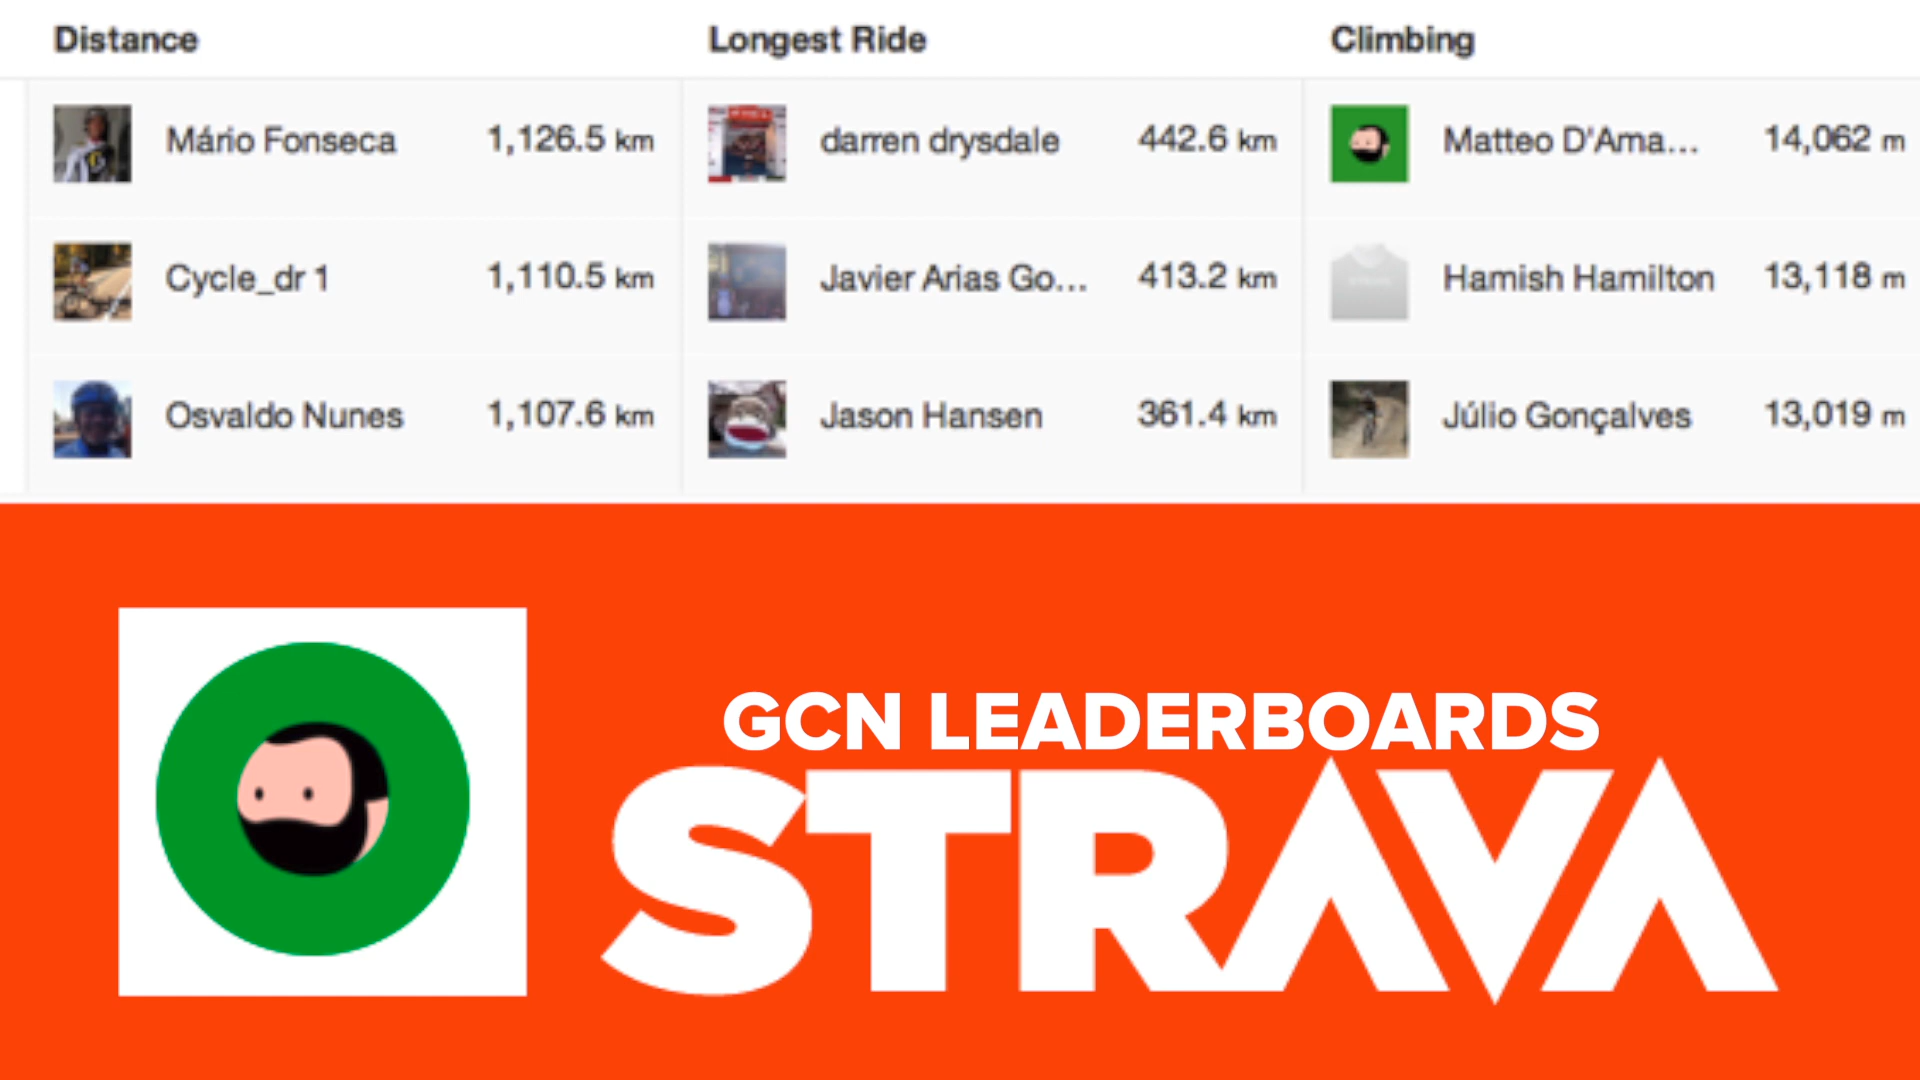 Distance Longest Ride Climbing
Mário Fonseca 1,126.5 km darren drysdale 442.6 km Matteo D'Ama... 14,062 m
Cycle_dr 1 1,110.5 km Javier Arias Go... 413.2 km Hamish Hamilton 13,118 m
Osvaldo Nunes 1,107.6 km Jason Hansen 361.4 km Júlio Gonçalves 13,019 m
GCN LEADERBOARDS
STRAVA